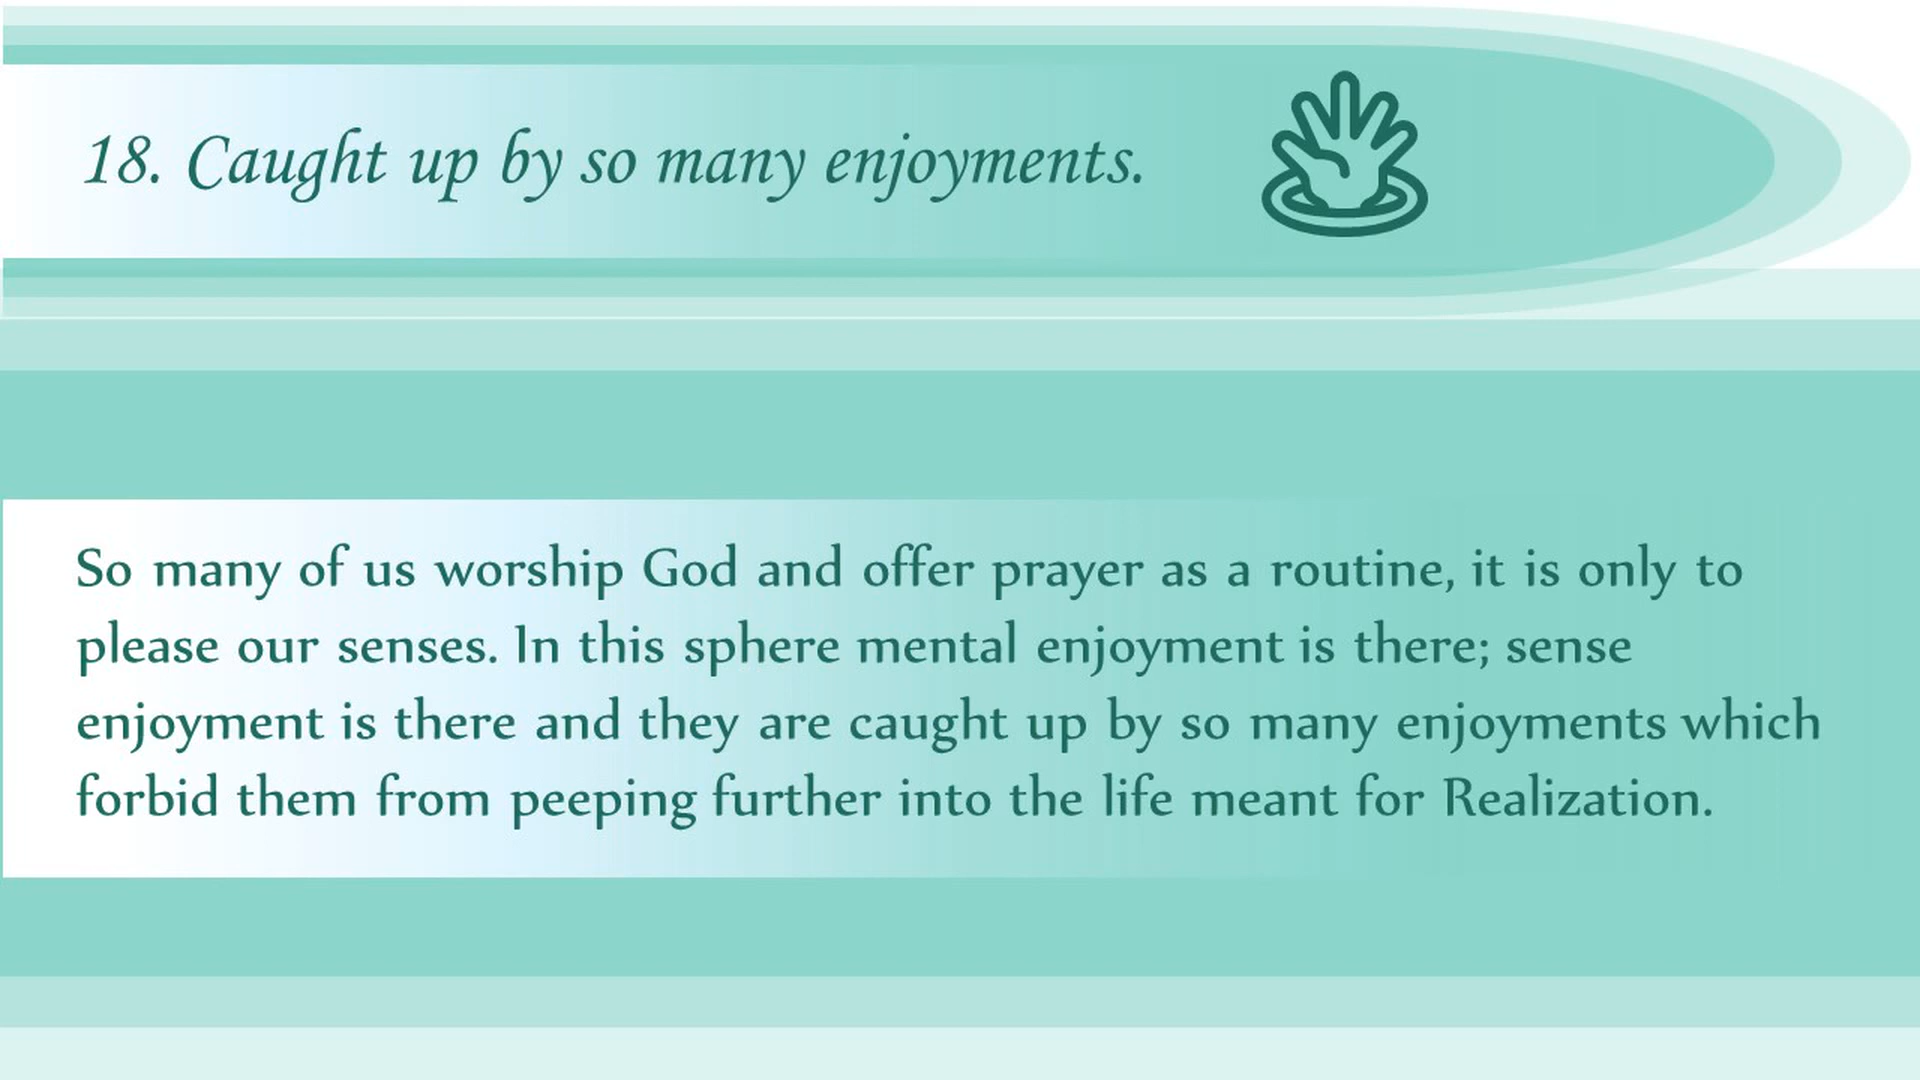 18. Caught up by so many enjoyments.
So many of us worship God and offer prayer as a routine, it is only to
please our senses. In this sphere mental enjoyment is there; sense
enjoyment is there and they are caught up by so many enjoyments which
forbid them from peeping further into the life meant for Realization.